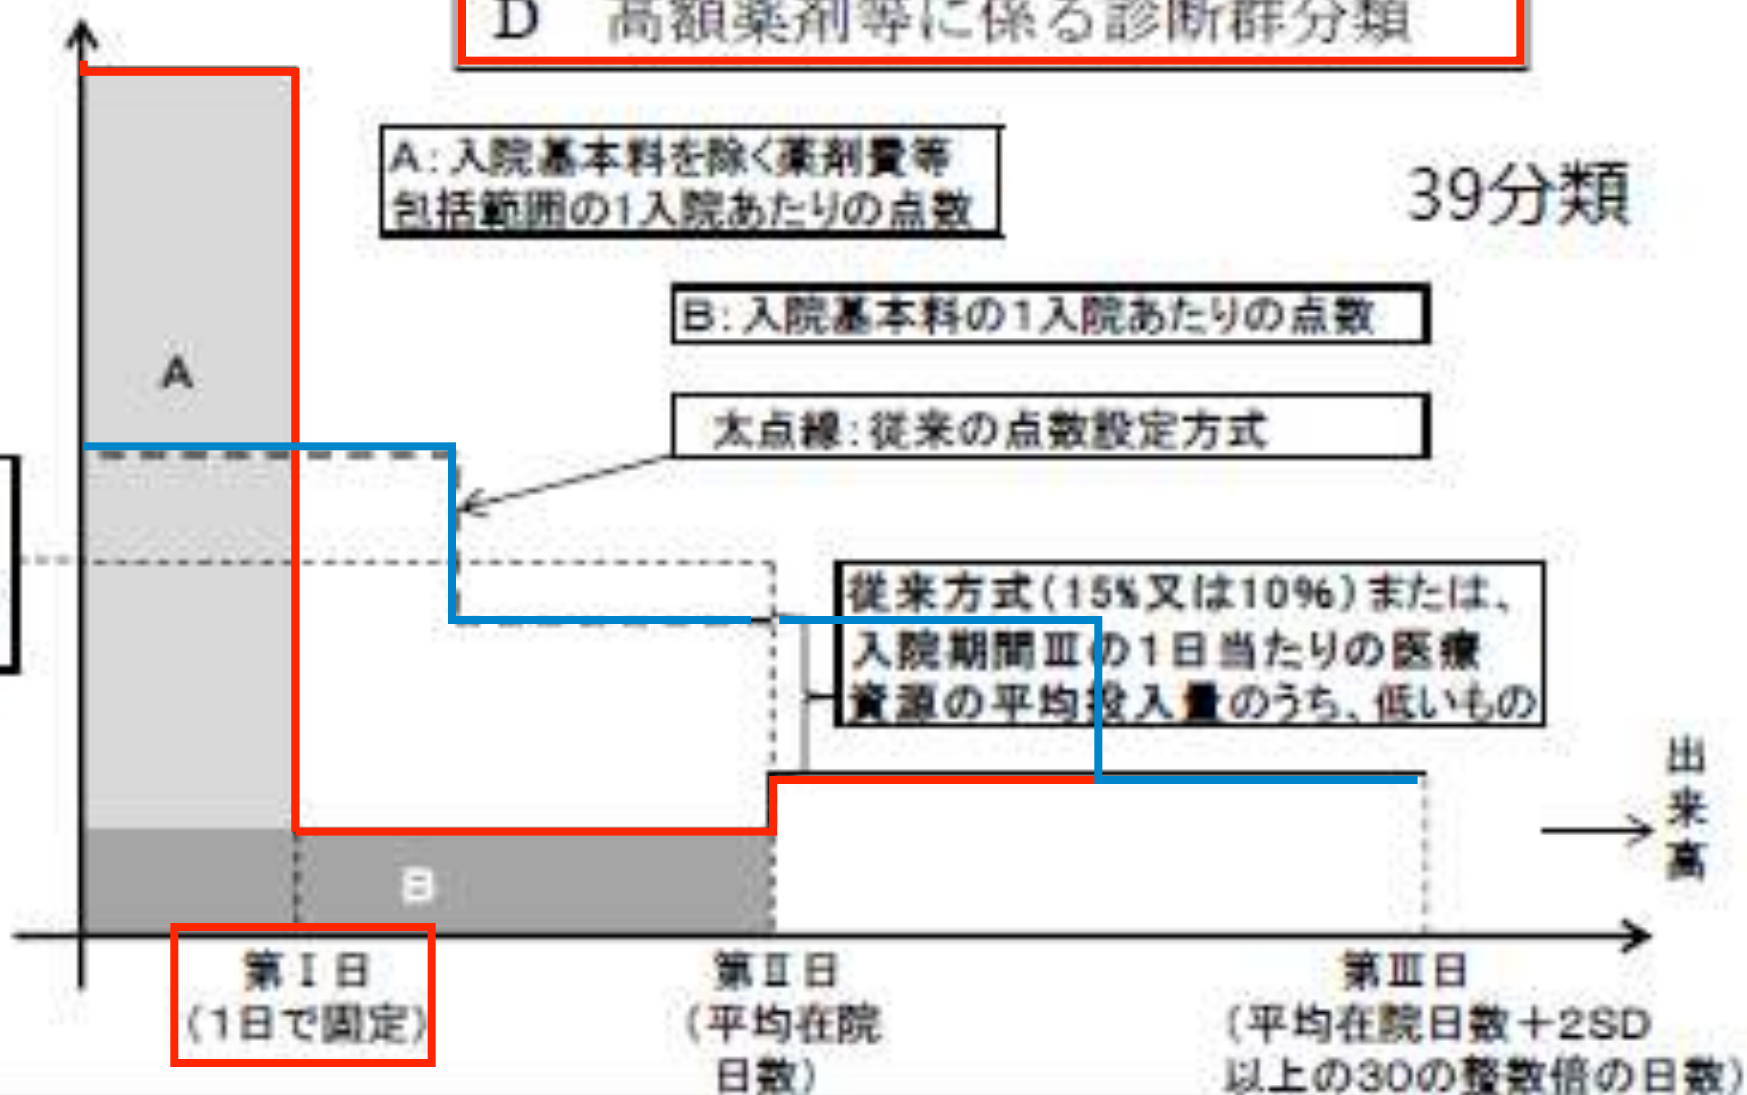 D 高額薬剤等に係る診断群分類
A:入院基本料を除く薬剤費等
包括範囲の1入院あたりの点数
39分類
B:入院基本料の1入院あたりの点数
A
太点線:従来の点数設定方式
従来方式(15%又は10%)または、
入院期間Ⅲの1日当たりの医療
資源の平均投入量のうち、低いもの
出来高
B
第Ⅰ日
(1日で固定)
第Ⅱ日
(平均在院
日数)
第Ⅲ日
(平均在院日数+2SD
以上の30の整数倍の日数)